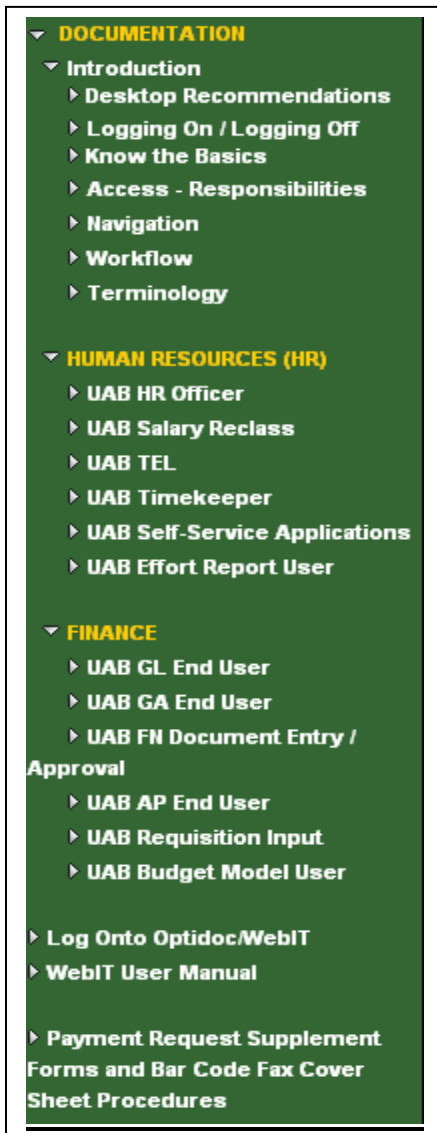 DOCUMENTATION
Introduction
Desktop Recommendations
Logging On / Logging Off
Know the Basics
Access - Responsibilities
Navigation
Workflow
Terminology
HUMAN RESOURCES (HR)
UAB HR Officer
UAB Salary Reclass
UAB TEL
UAB Timekeeper
UAB Self-Service Applications
UAB Effort Report User
FINANCE
UAB GL End User
UAB GA End User
UAB FN Document Entry /
Approval
UAB AP End User
UAB Requisition Input
UAB Budget Model User
Log Onto Optidoc/WebIT
WebIT User Manual
Payment Request Supplement
Forms and Bar Code Fax Cover
Sheet Procedures